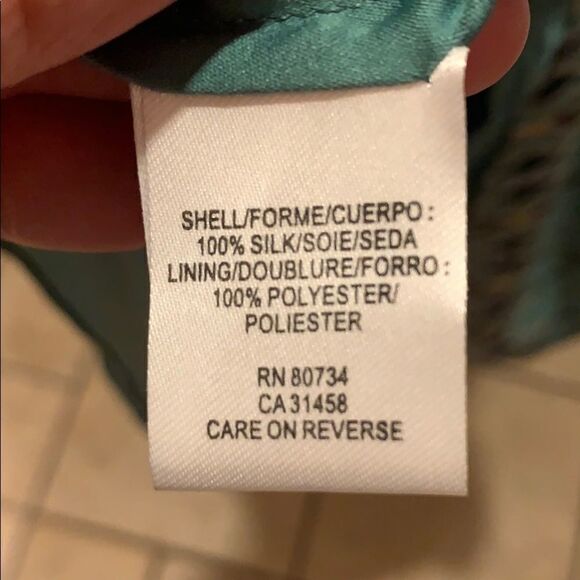 SHELL/FORME/CUERPO:
100% SILK/SOIE/SEDA
LINING/DOUBLURE/FORRO:
100% POLYESTER/
POLIESTER
RN 80734
CA 31458
CARE ON REVERSE